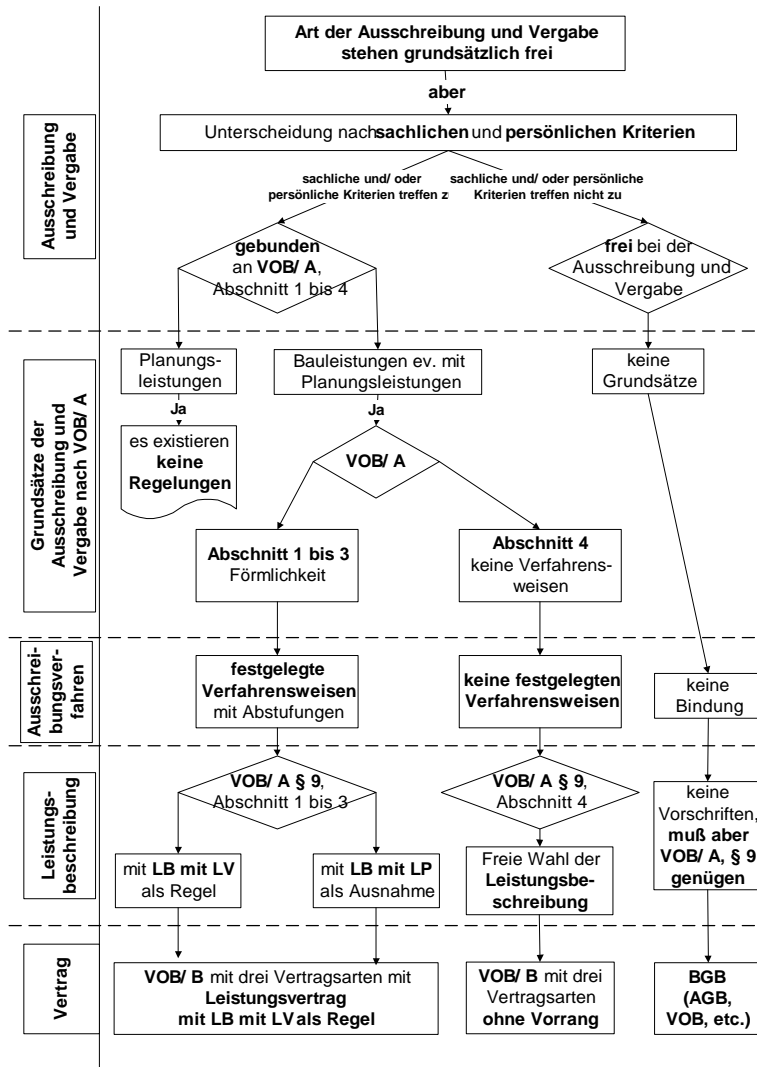 Art der Ausschreibung und Vergabe
stehen grundsätzlich frei
aber
Unterscheidung nach sachlichen und persönlichen Kriterien
sachliche und/ oder
persönliche Kriterien treffen z
sachliche und/ oder persönliche
Kriterien treffen nicht zu
Ausschreibung
und Vergabe
gebunden
an VOB/ A,
Abschnitt 1 bis 4
frei bei der
Ausschreibung und
Vergabe
Grundsätze der
Ausschreibung und
Vergabe nach VOB/ A
Planungs-
leistungen
Bauleistungen ev. mit
Planungsleistungen
keine
Grundsätze
Ja
Ja
es existieren
keine
Regelungen
VOB/ A
Abschnitt 1 bis 3
Förmlichkeit
Abschnitt 4
keine Verfahrens-
weisen
Ausschrei-
bungsver-
fahren
festgelegte
Verfahrensweisen
mit Abstufungen
keine festgelegten
Verfahrensweisen
keine
Bindung
Leistungs-
beschreibung
VOB/ A § 9,
Abschnitt 1 bis 3
VOB/ A § 9,
Abschnitt 4
keine
Vorschriften,
muß aber
VOB/ A, § 9
genügen
mit LB mit LV
als Regel
mit LB mit LP
als Ausnahme
Freie Wahl der
Leistungsbe-
schreibung
Vertrag
VOB/ B mit drei Vertragsarten mit
Leistungsvertrag
mit LB mit LV als Regel
VOB/ B mit drei
Vertragsarten
ohne Vorrang
BGB
(AGB,
VOB, etc.)